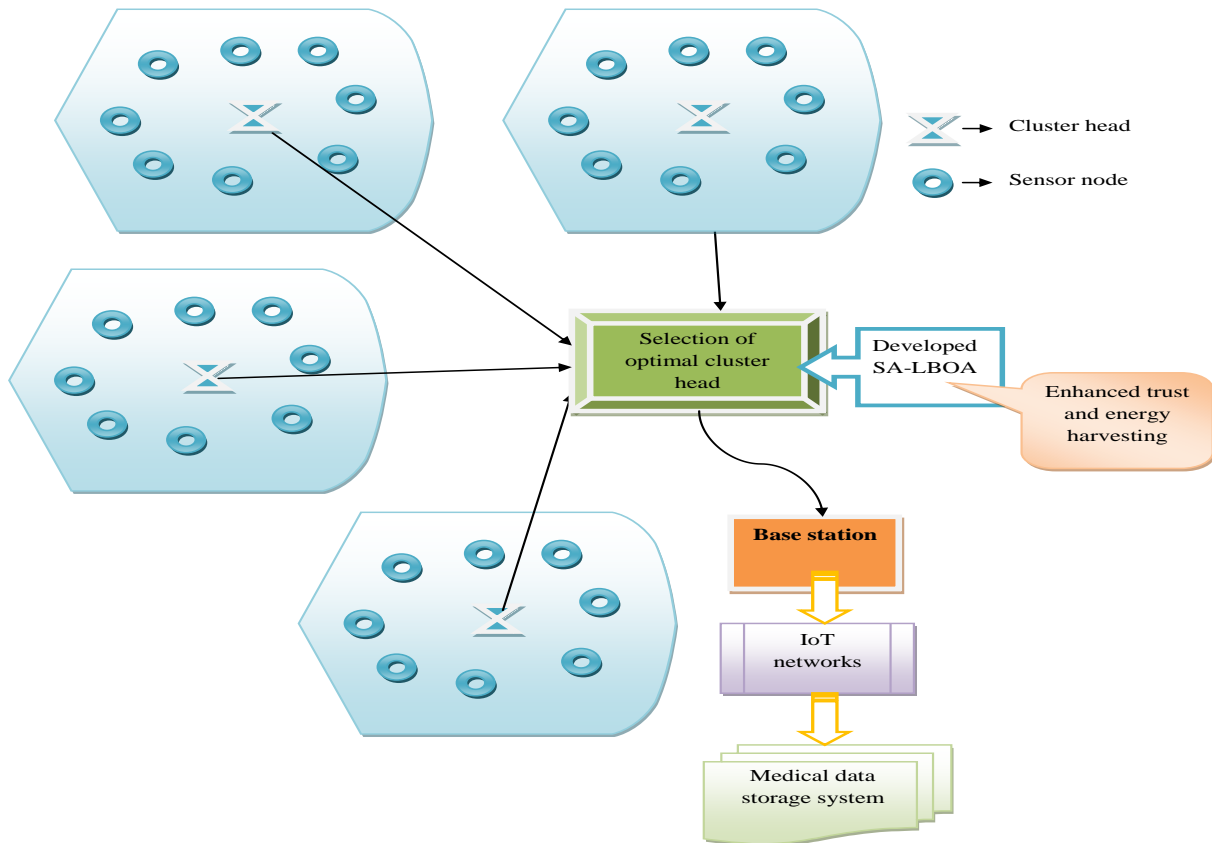 Cluster head
Sensor node
Selection of
optimal cluster
head
Developed
SA-LBOA
Enhanced trust
and energy
harvesting
Base station
IoT
networks
Medical data
storage system